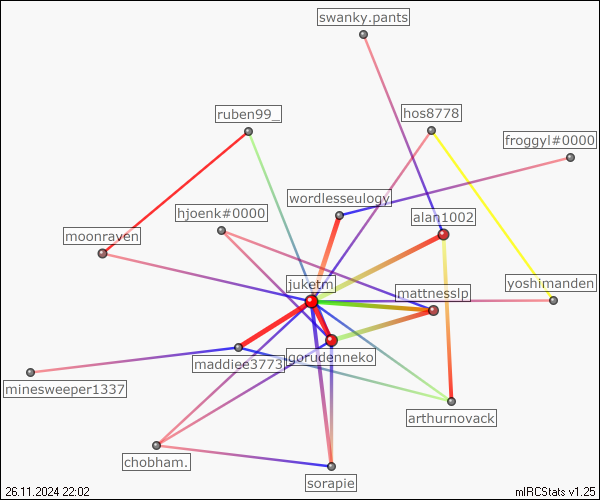 swanky.pants
ruben99_
hos8778
froggyl#0000
wordlesseulogy
hjoenk#0000
alan1002
moonraven
juketm
mattnesslp
yoshimanden
gorudenneko
maddiee3773
minesweeper1337
arthurnovack
chobham.
sorapie
26.11.2024 22:02
mIRCStats v1.25